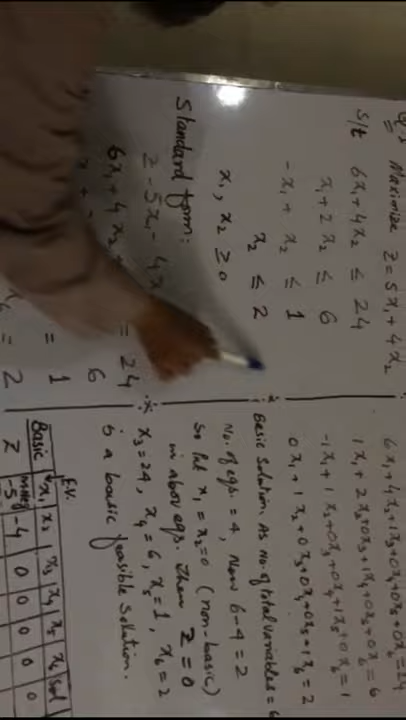 Maximize Z = 5x₁ + 4x₂
S/t 6x₁ + 4x₂ ≤ 24
x₁ + 2x₂ ≤ 6
-x₁ + x₂ ≤ 1
x₂ ≤ 2
x₁, x₂ ≥ 0
Standard form:
Z - 5x₁ - 4x
6x₁ + 4x₂ + = 24
6
= 1
= 2
6x₁ + 4x₂ + 1x₃ + 0x₄ + 0x₅ + 0x₆ = 24
1x₁ + 2x₂ + 0x₃ + 1x₄ + 0x₅ + 0x₆ = 6
-1x₁ + 1x₂ + 0x₃ + 0x₄ + 1x₅ + 0x₆ = 1
0x₁ + 1x₂ + 0x₃ + 0x₄ + 0x₅ + 1x₆ = 2
Basic Solution: As No. of total variables = 6
No. of eqs. = 4, Now 6-4 = 2
So Put x₁ = x₂ = 0 (non-basic)
in above eqs. Then Z = 0
x₃ = 24, x₄ = 6, x₅ = 1, x₆ = 2
is a basic feasible solution.
E.V.
Basic x₁ x₂ x₃ x₄ x₅ x₆ Sol
Z -5 -4 0 0 0 0 0